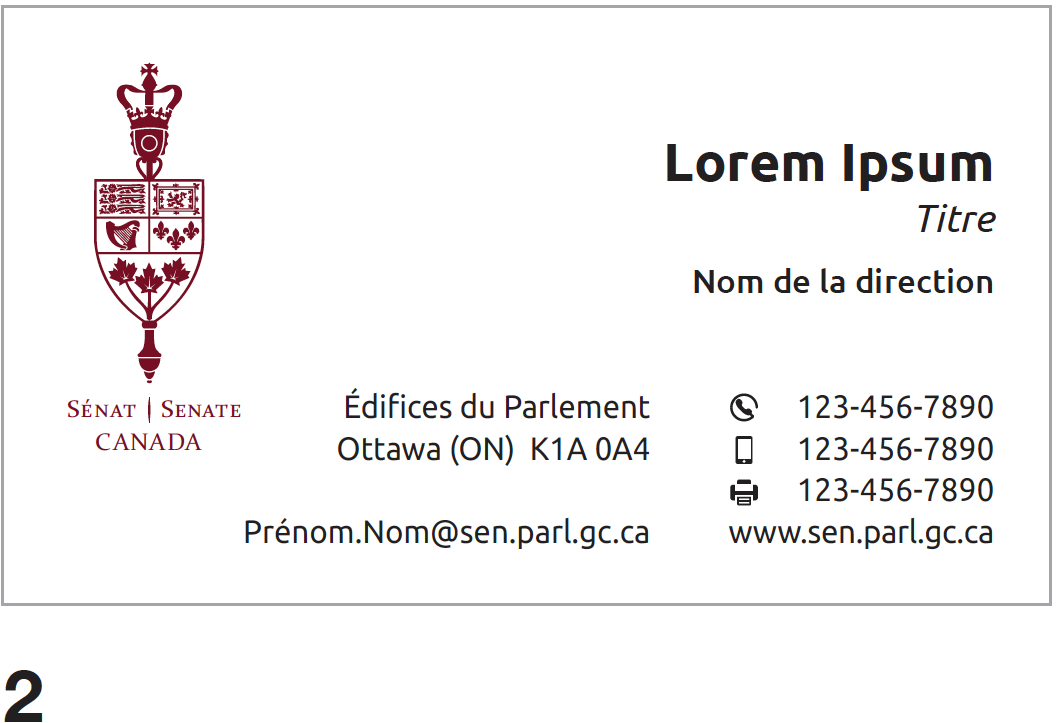 Lorem Ipsum
Titre
Nom de la direction
SÉNAT | SENATE
CANADA
Édifices du Parlement
Ottawa (ON)  K1A 0A4
Prénom.Nom@sen.parl.gc.ca
123-456-7890
123-456-7890
123-456-7890
www.sen.parl.gc.ca
2